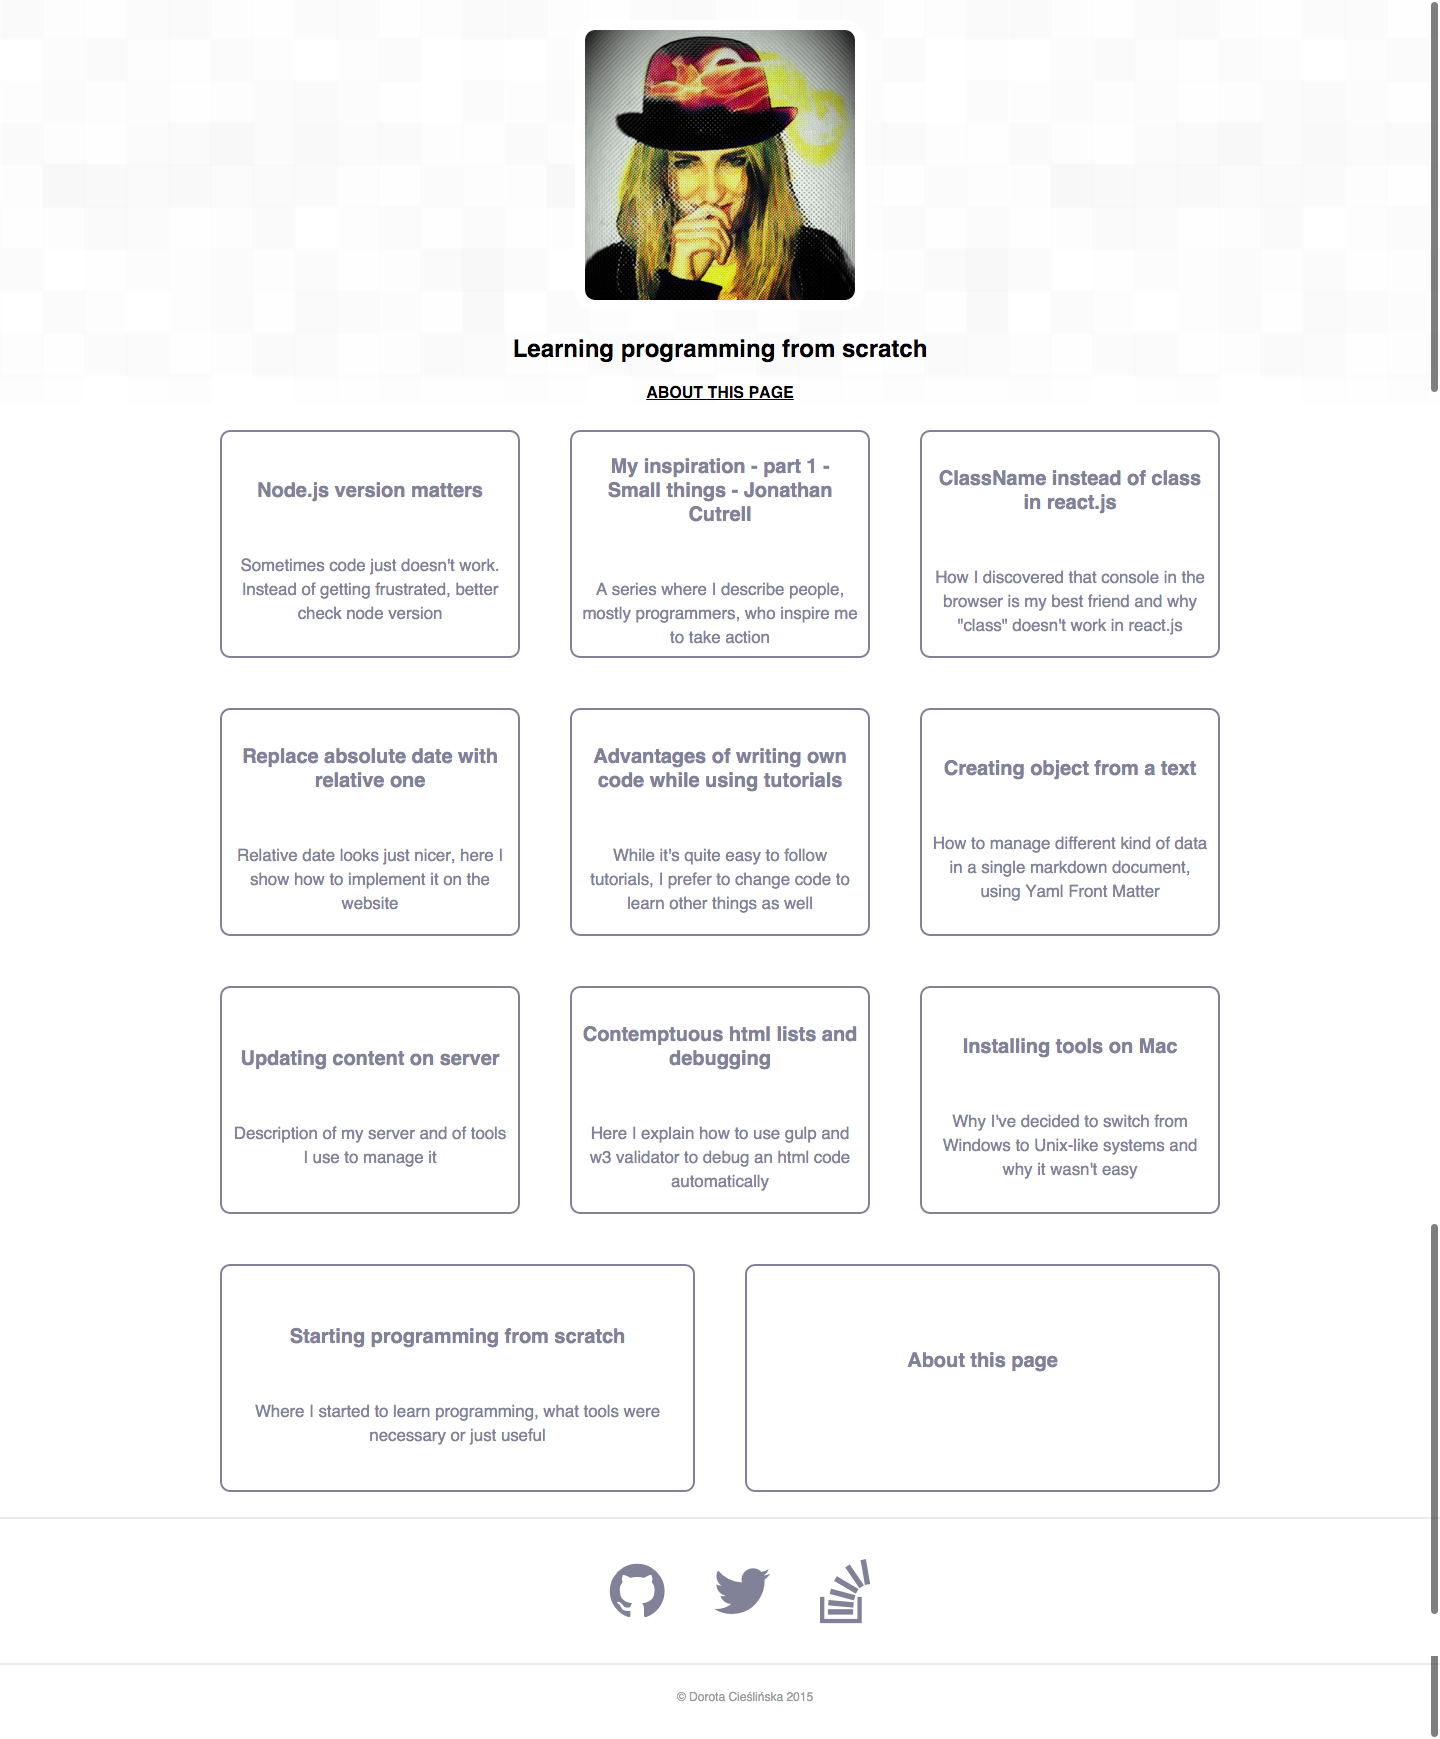 Learning programming from scratch
ABOUT THIS PAGE
Node.js version matters
Sometimes code just doesn't work.
Instead of getting frustrated, better
check node version
My inspiration - part 1 -
Small things - Jonathan
Cutrell
A series where I describe people,
mostly programmers, who inspire me
to take action
ClassName instead of class
in react.js
How I discovered that console in the
browser is my best friend and why
"class" doesn't work in react.js
Replace absolute date with
relative one
Relative date looks just nicer, here I
show how to implement it on the
website
Advantages of writing own
code while using tutorials
While it's quite easy to follow
tutorials, I prefer to change code to
learn other things as well
Creating object from a text
How to manage different kind of data
in a single markdown document,
using Yaml Front Matter
Updating content on server
Description of my server and of tools
I use to manage it
Contemptuous html lists and
debugging
Here I explain how to use gulp and
w3 validator to debug an html code
automatically
Installing tools on Mac
Why I've decided to switch from
Windows to Unix-like systems and
why it wasn't easy
Starting programming from scratch
Where I started to learn programming, what tools were
necessary or just useful
About this page
© Dorota Cieślińska 2015